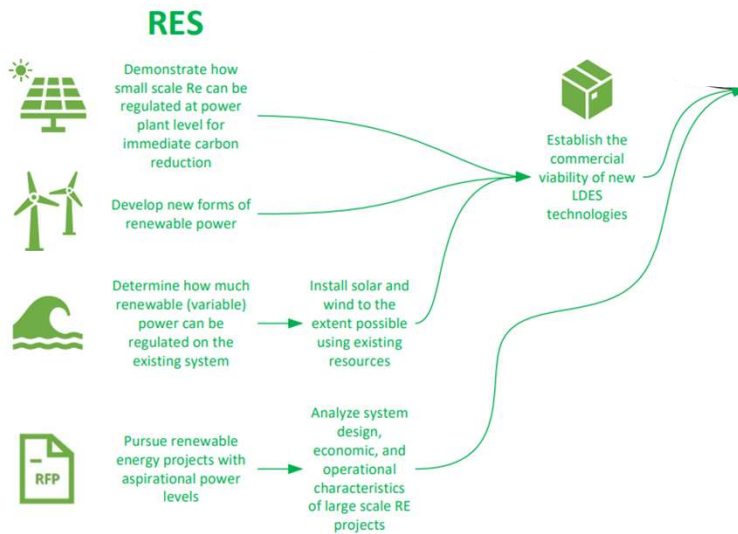 RES
Demonstrate how
small scale Re can be
regulated at power
plant level for
immediate carbon
reduction
Develop new forms of
renewable power
Determine how much
renewable (variable)
power can be
regulated on the
existing system
Install solar and
wind to the
extent possible
using existing
resources
Establish the
commercial
viability of new
LDES
technologies
RFP
Pursue renewable
energy projects with
aspirational power
levels
Analyze system
design,
economic, and
operational
characteristics
of large scale RE
projects